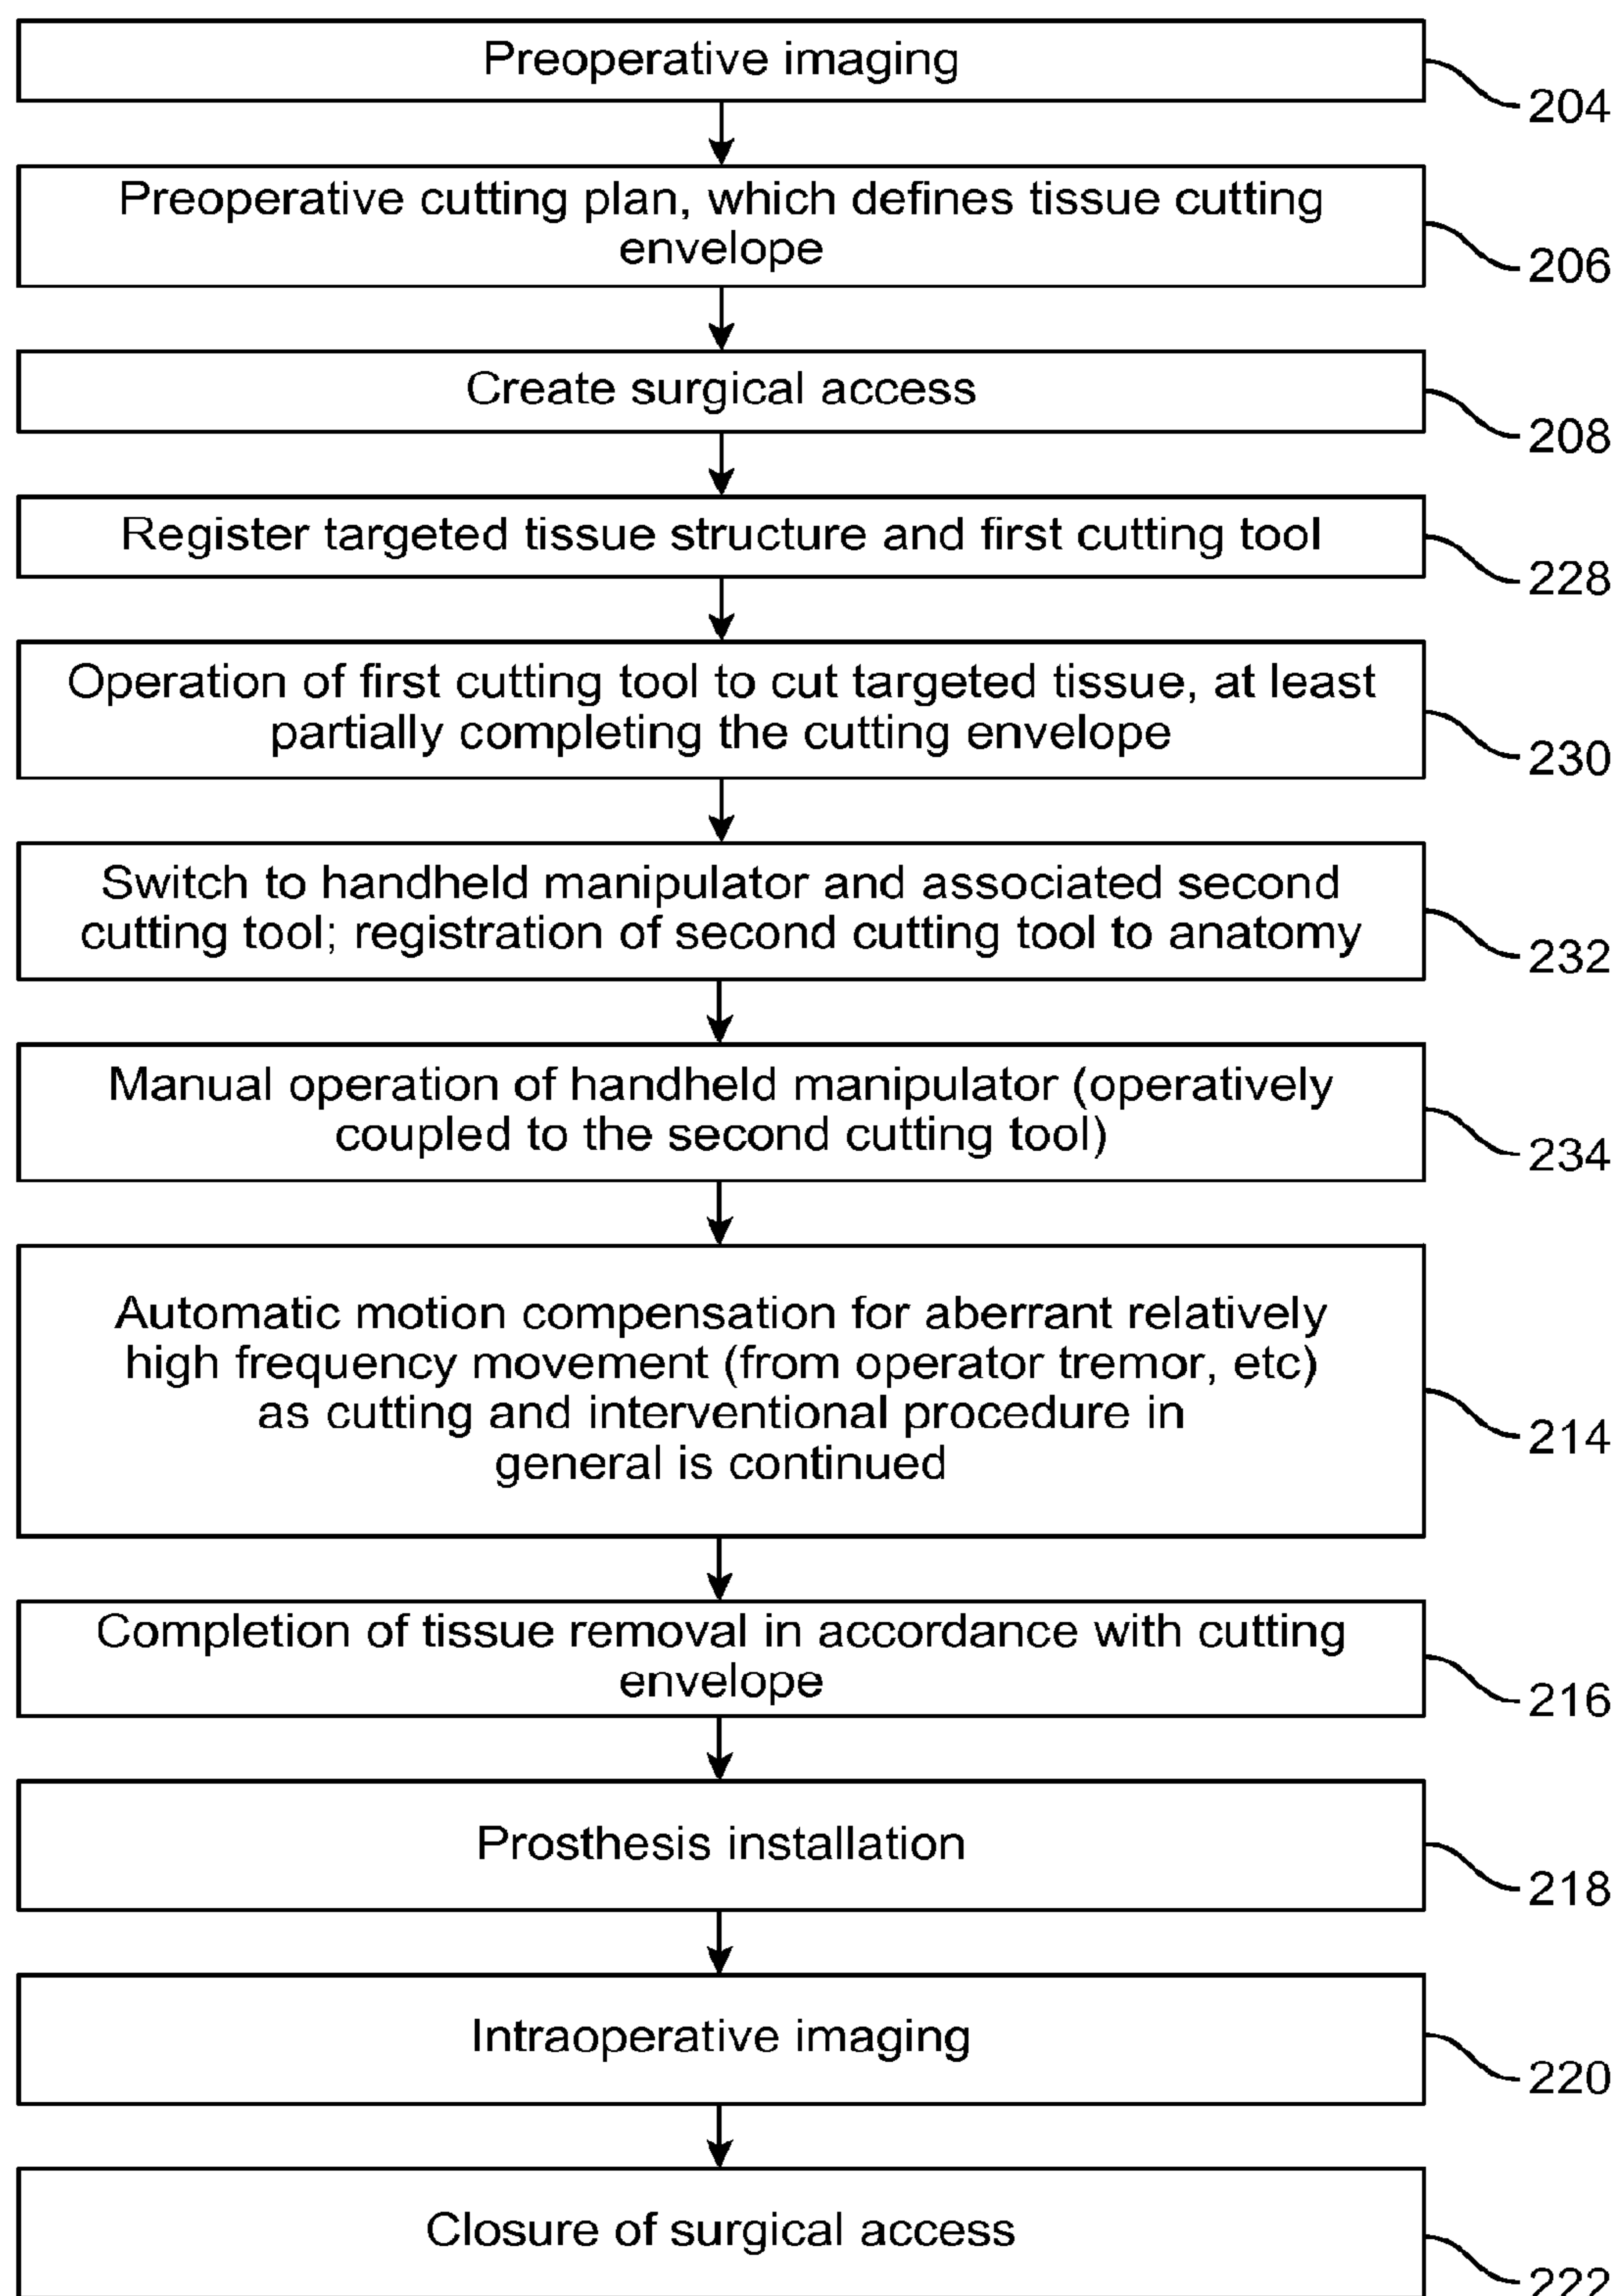 Preoperative imaging
204
Preoperative cutting plan, which defines tissue cutting
envelope
206
Create surgical access
208
Register targeted tissue structure and first cutting tool
228
Operation of first cutting tool to cut targeted tissue, at least
partially completing the cutting envelope
230
Switch to handheld manipulator and associated second
cutting tool; registration of second cutting tool to anatomy
232
Manual operation of handheld manipulator (operatively
coupled to the second cutting tool)
234
Automatic motion compensation for aberrant relatively
high frequency movement (from operator tremor, etc)
as cutting and interventional procedure in
general is continued
214
Completion of tissue removal in accordance with cutting
envelope
216
Prosthesis installation
218
Intraoperative imaging
220
Closure of surgical access
222